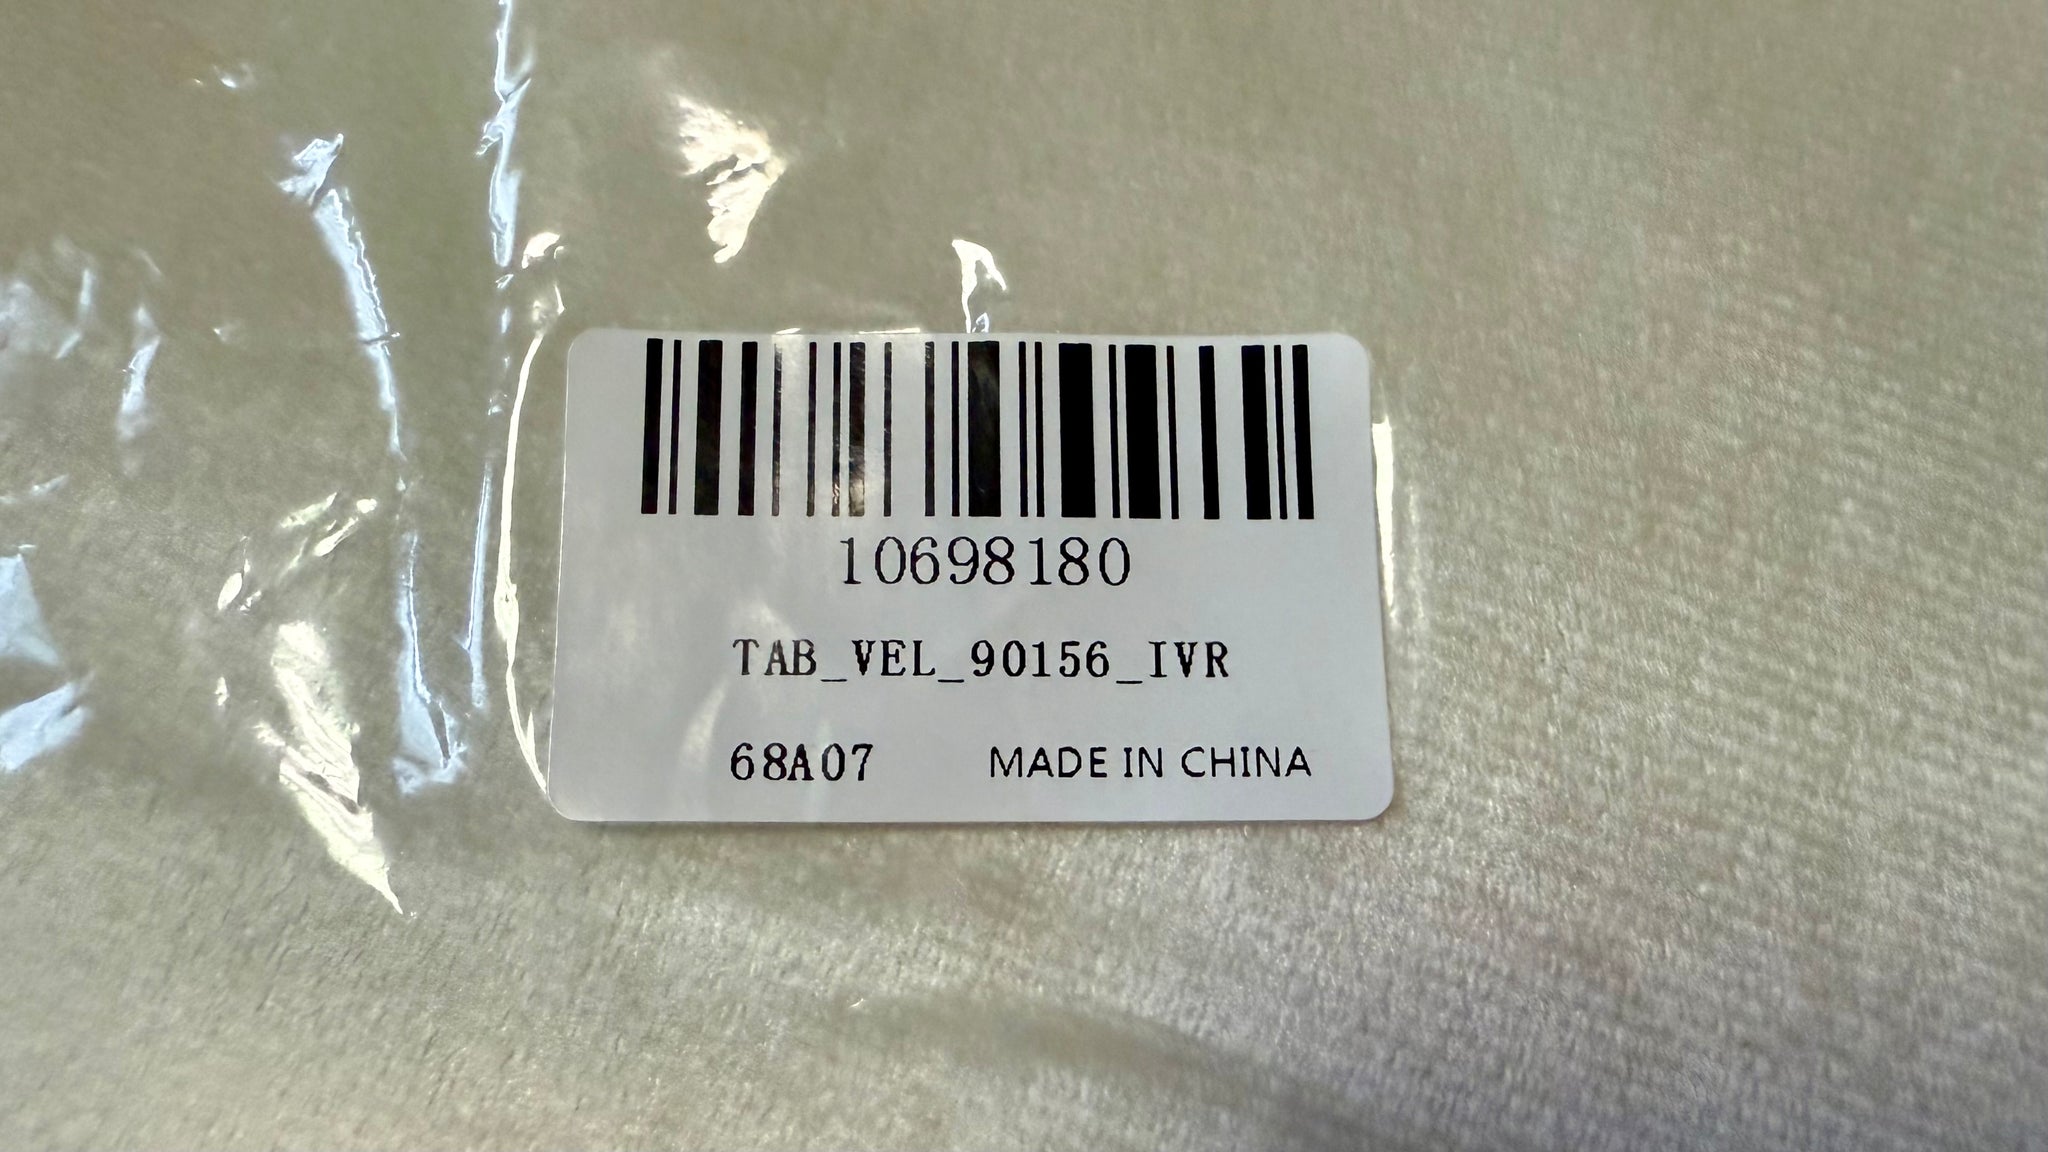 10698180
TAB_VEL_90156_IVR
68A07 MADE IN CHINA